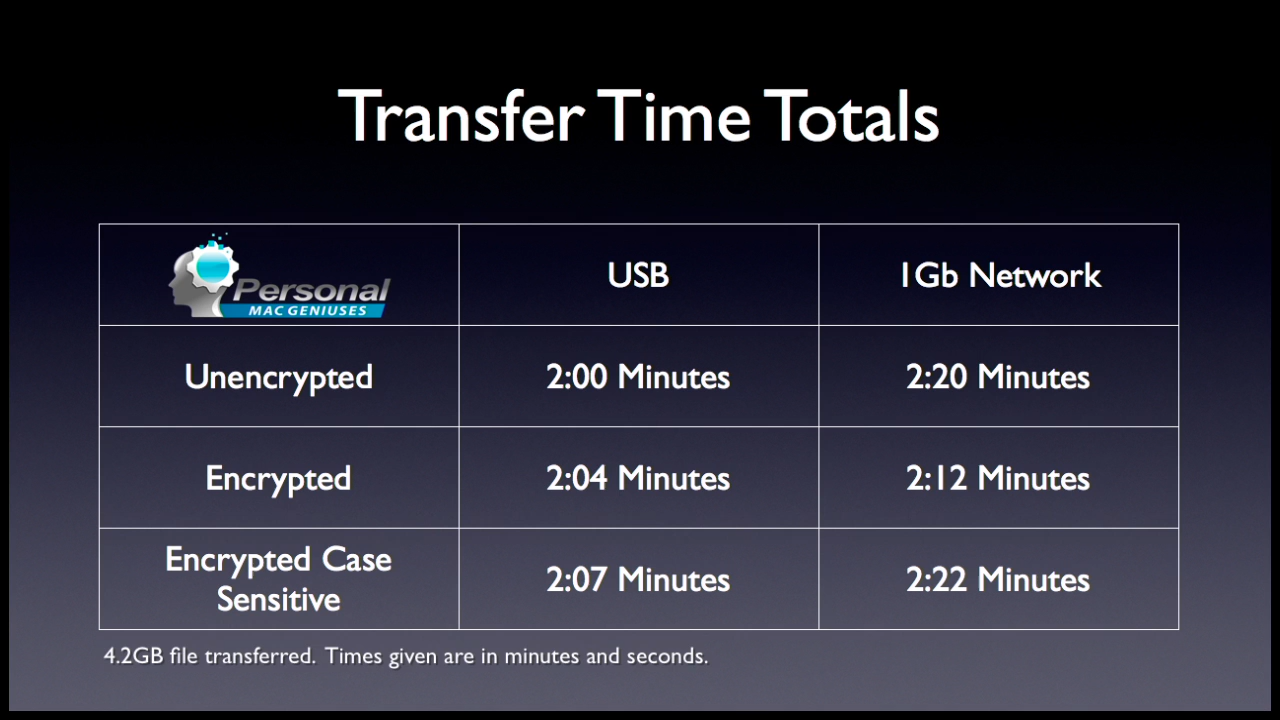 Transfer Time Totals
Personal
MAC GENIUSES
USB
1Gb Network
Unencrypted
2:00 Minutes
2:20 Minutes
Encrypted
2:04 Minutes
2:12 Minutes
Encrypted Case
Sensitive
2:07 Minutes
2:22 Minutes
4.2GB file transferred. Times given are in minutes and seconds.